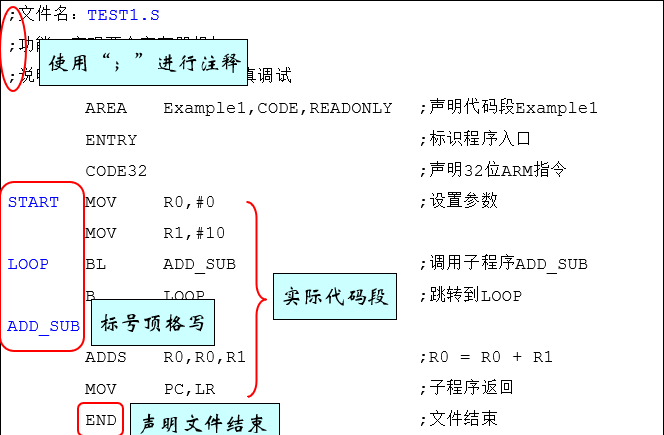 ;文件名：TEST1.S
;功能
使用“；”进行注释
;说明 真调试
AREA Example1,CODE,READONLY ;声明代码段Example1
ENTRY ;标识程序入口
CODE32 ;声明32位ARM指令
START MOV R0,#0 ;设置参数
MOV R1,#10
LOOP BL ADD_SUB ;调用子程序ADD_SUB
B LOOP ;跳转到LOOP
实际代码段
ADD_SUB
标号顶格写
ADDS R0,R0,R1 ;R0 = R0 + R1
MOV PC,LR ;子程序返回
END ;文件结束
声明文件结束